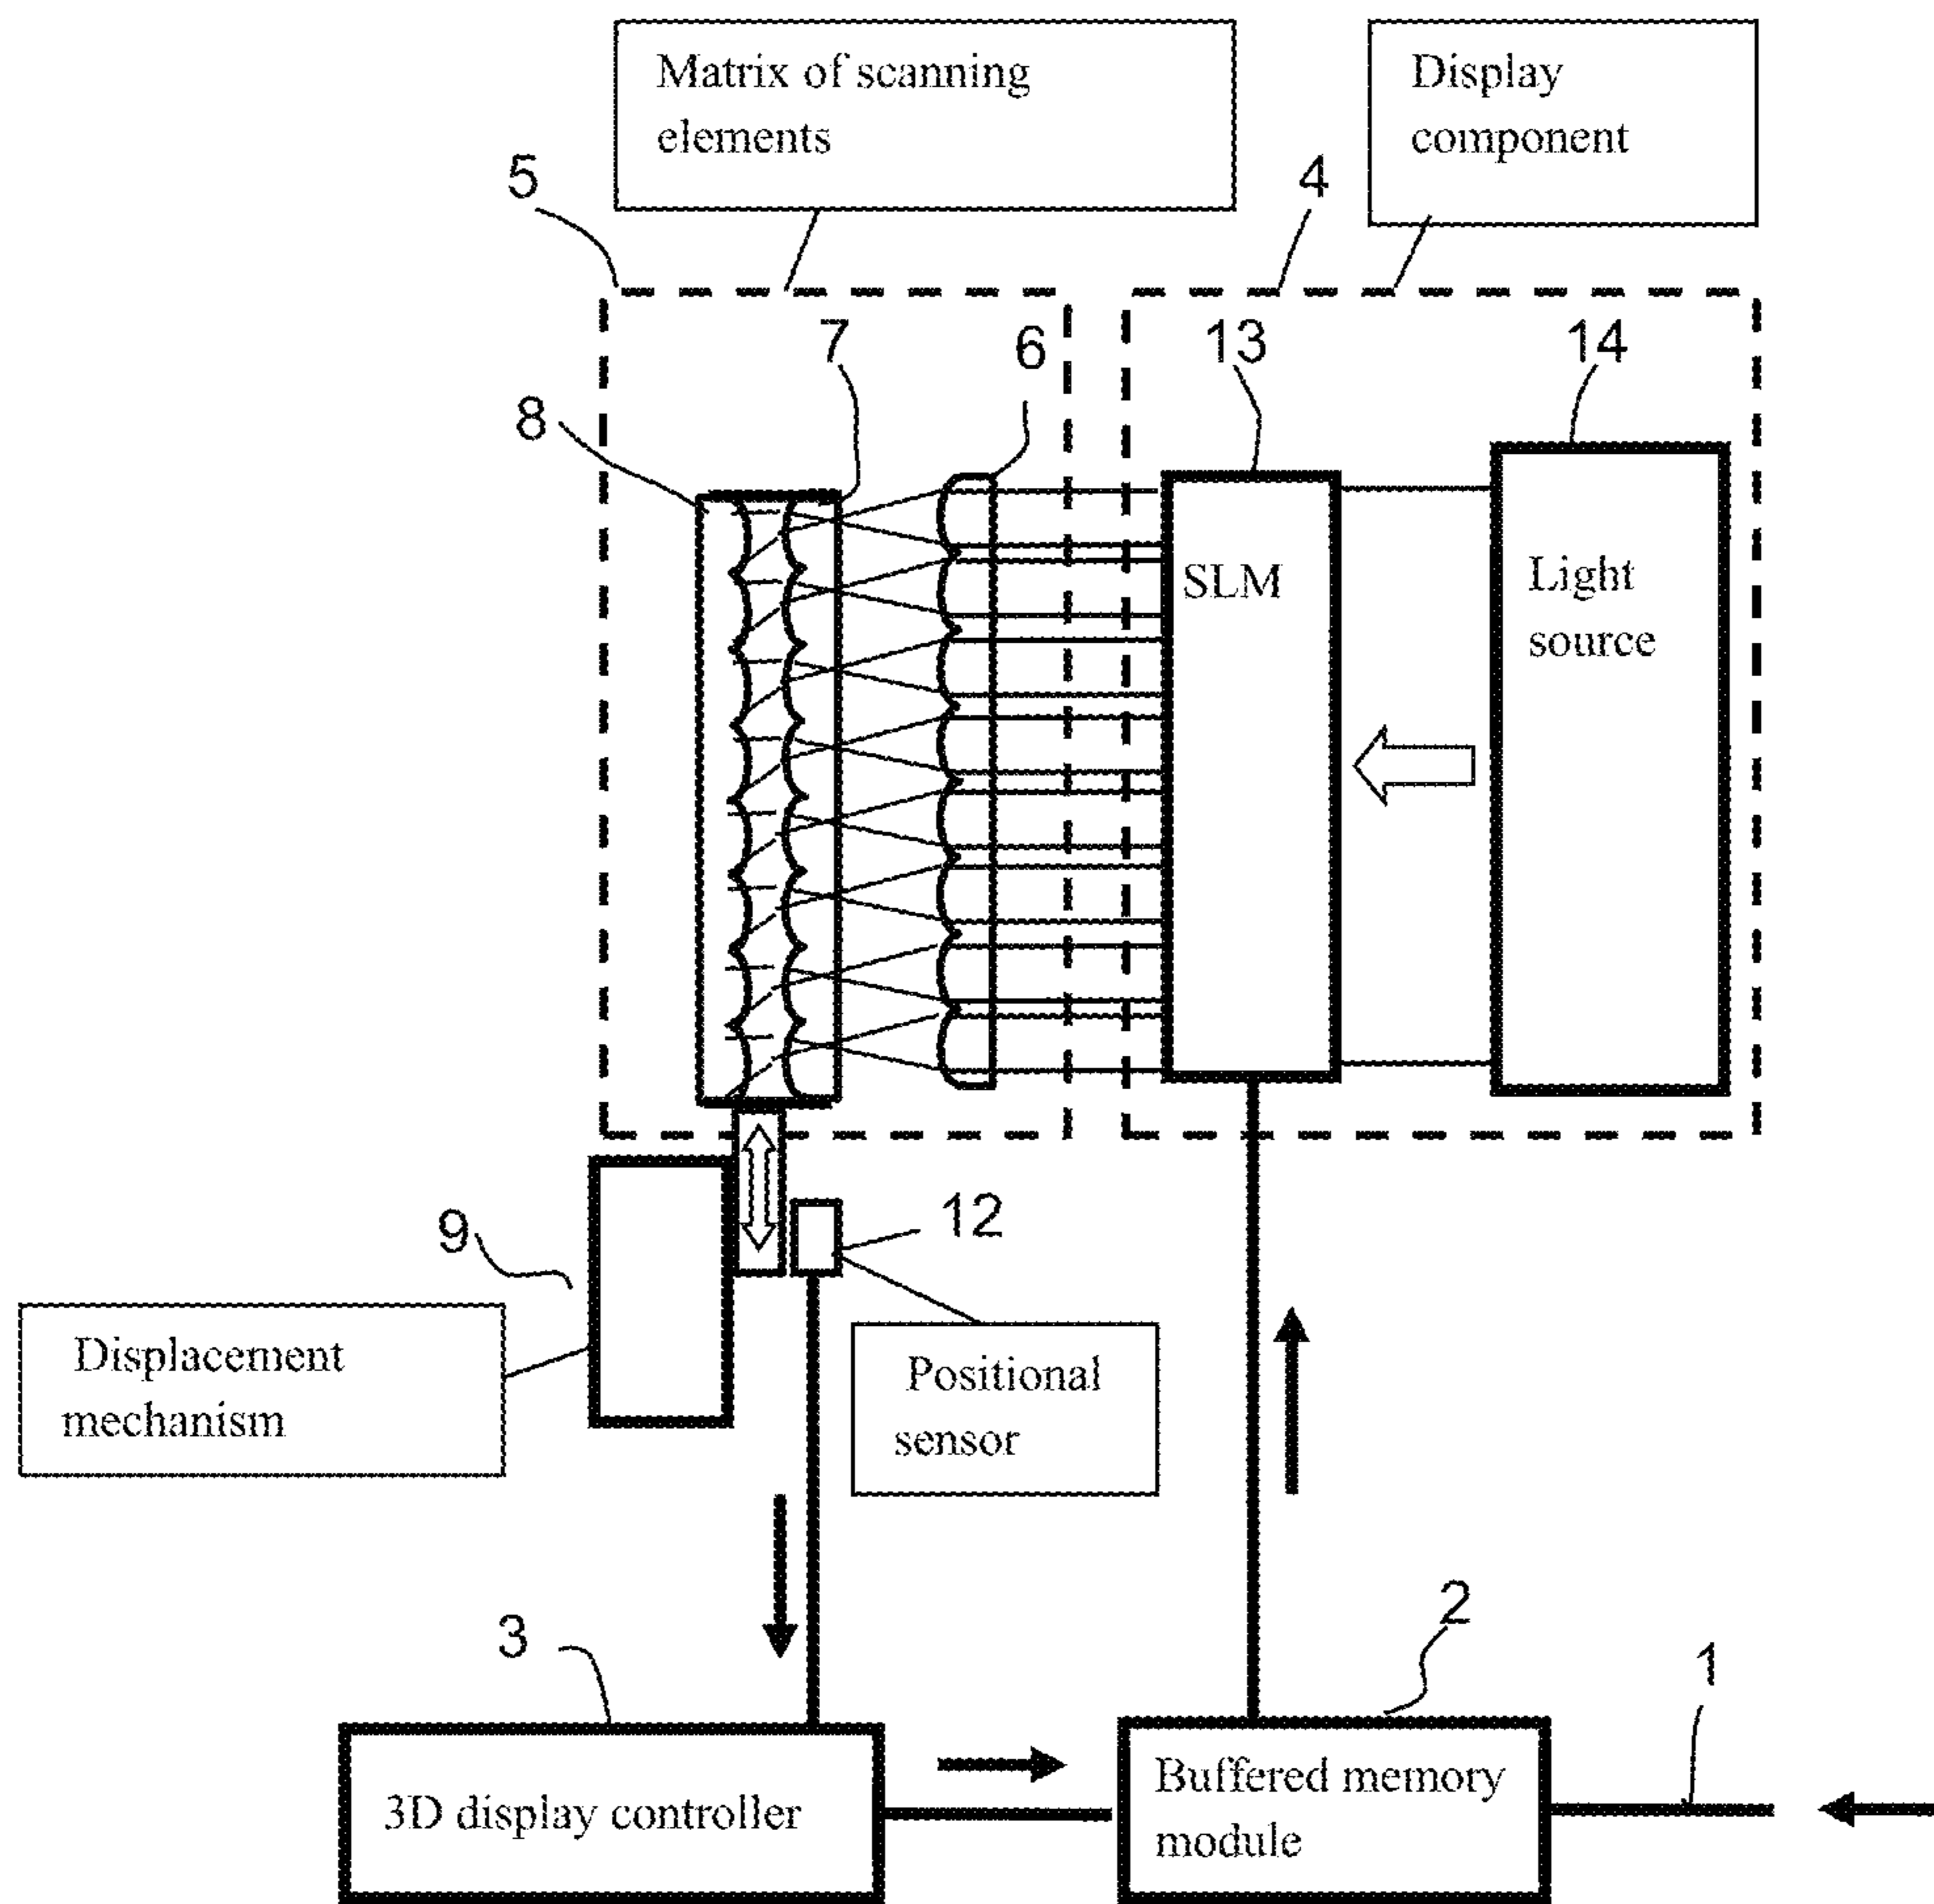 Matrix of scanning
elements
Display
component
5
4
7
6
13
14
8
SLM
Light
source
9
12
Displacement
mechanism
Positional
sensor
3
2
1
3D display controller
Buffered memory
module